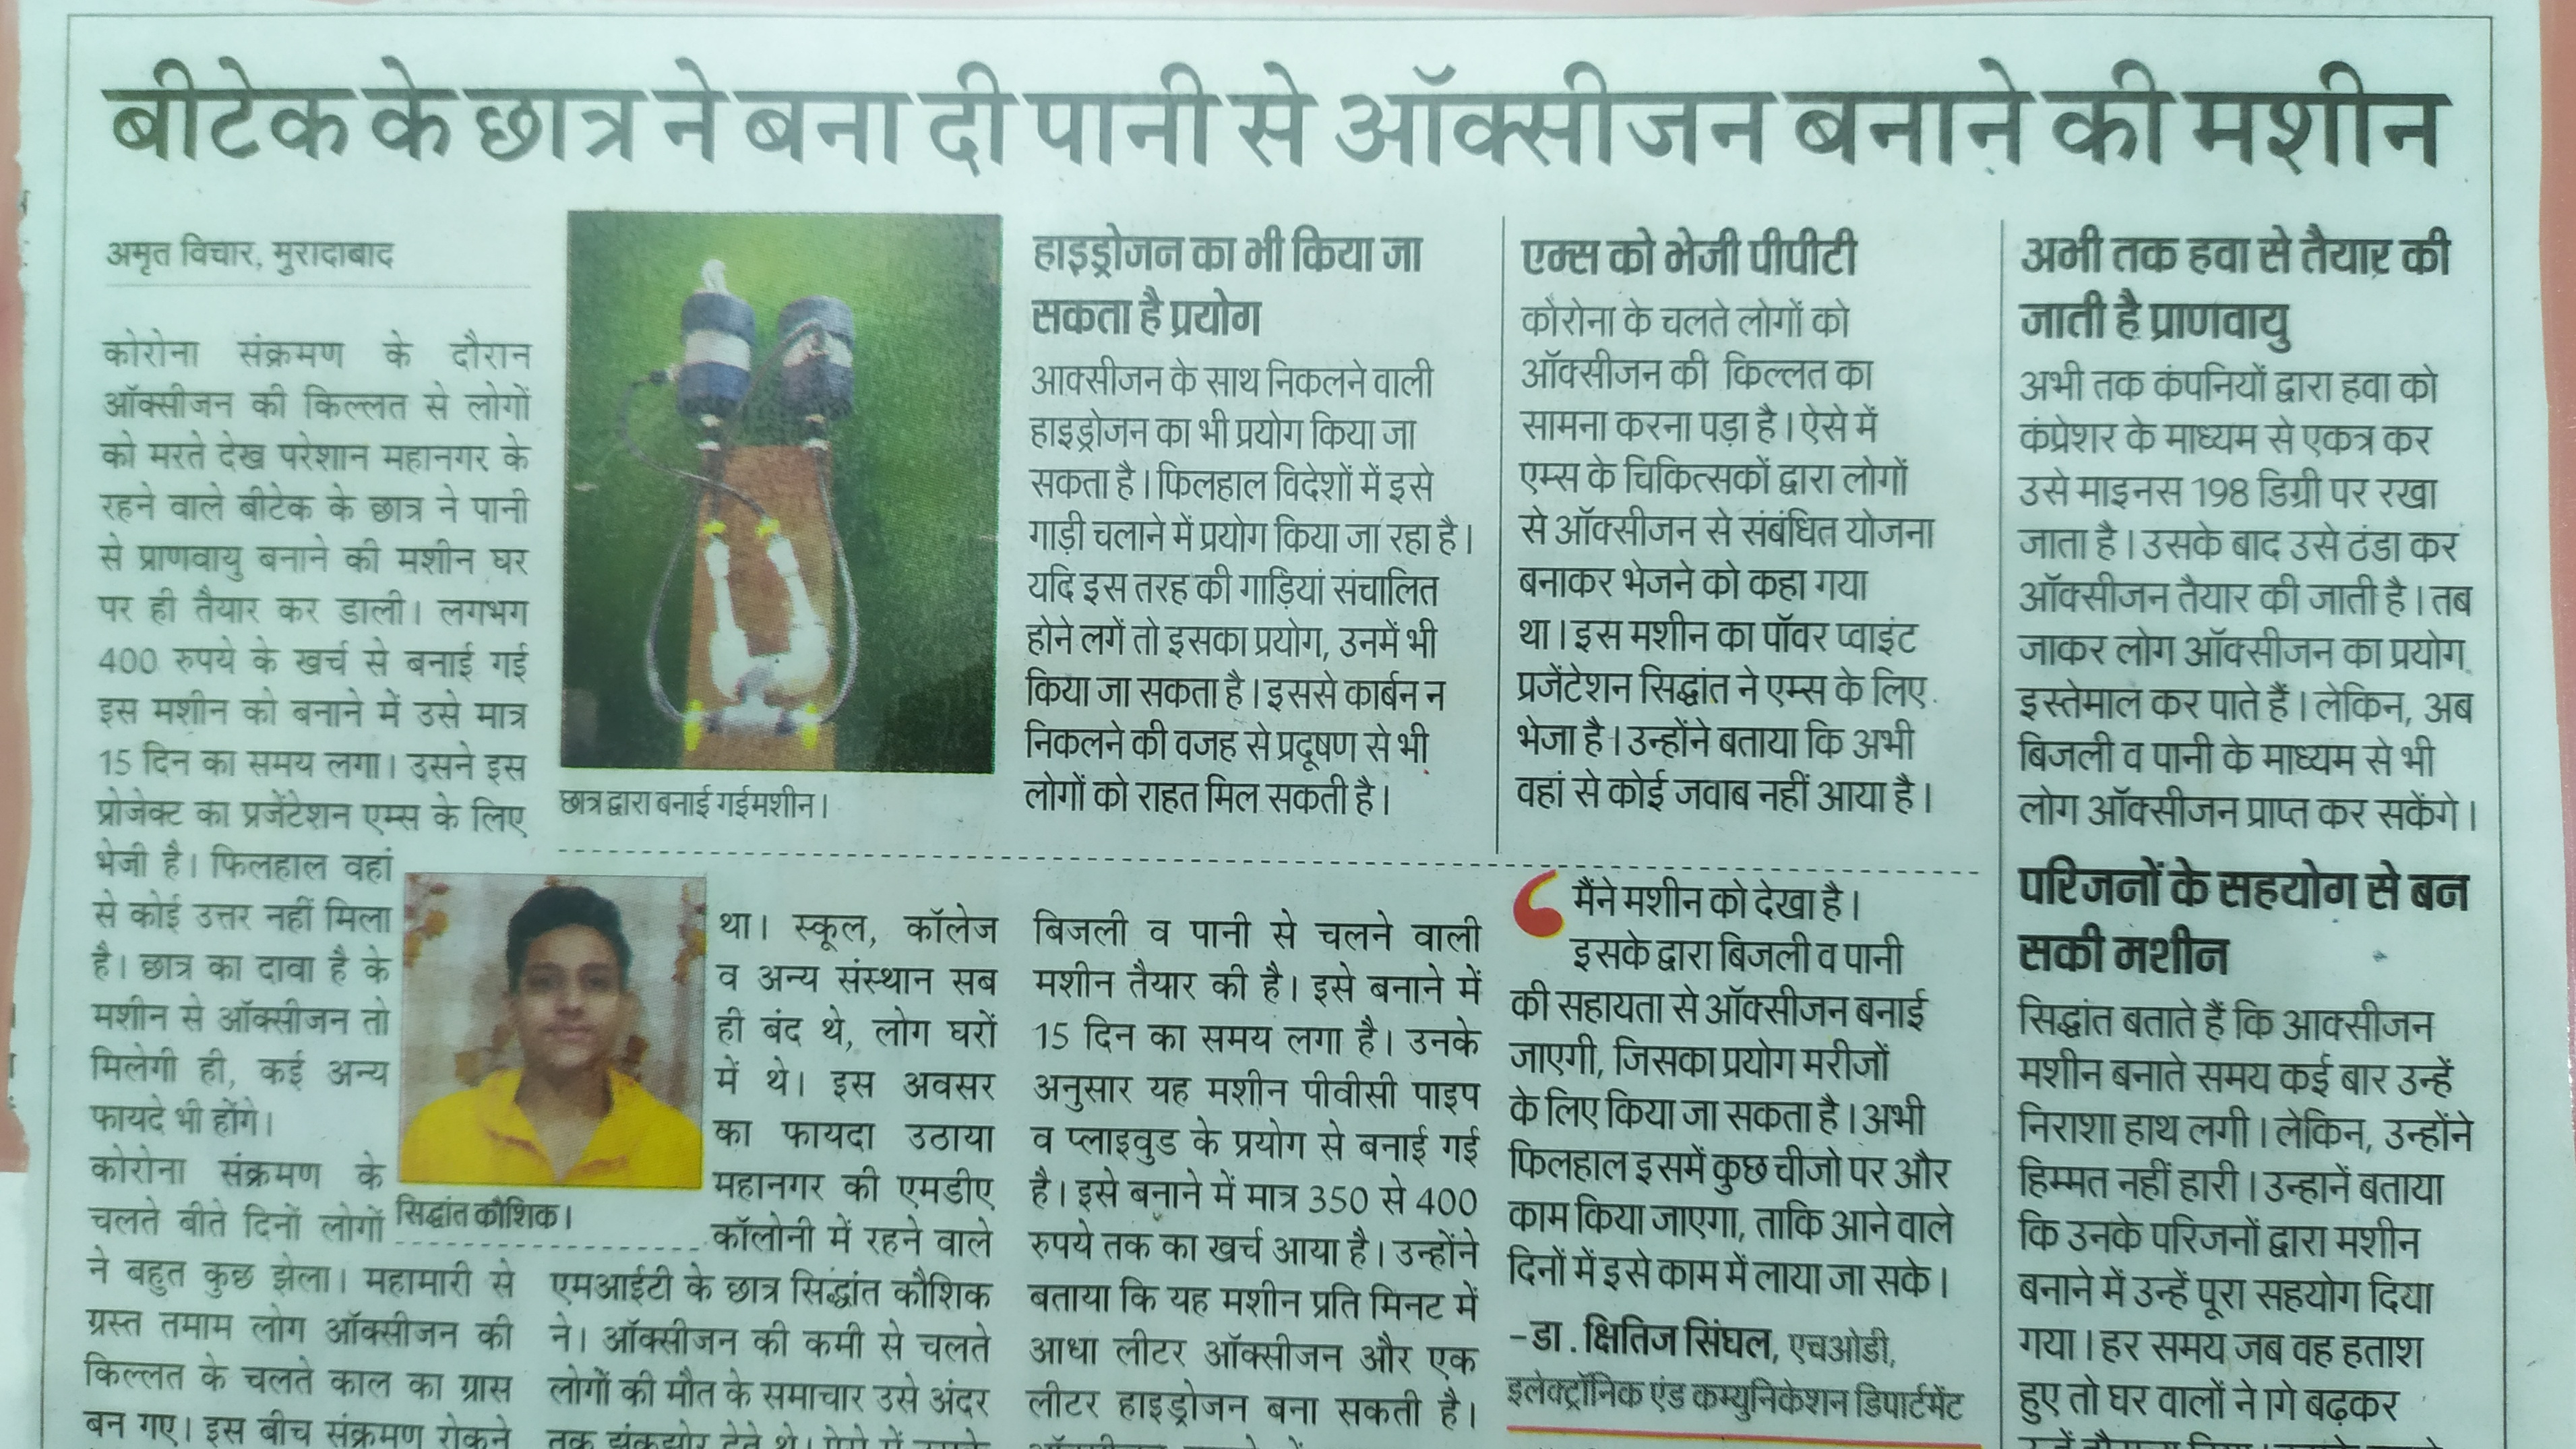 बीटेक के छात्र ने बना दी पानी से ऑक्सीजन बनाने की मशीन
अमृत विचार, मुरादाबाद
कोरोना संक्रमण के दौरान
ऑक्सीजन की किल्लत से लोगों
को मरते देख परेशान महानगर के
रहने वाले बीटेक के छात्र ने पानी
से प्राणवायु बनाने की मशीन घर
पर ही तैयार कर डाली। लगभग
400 रुपये के खर्च से बनाई गई
इस मशीन को बनाने में उसे मात्र
15 दिन का समय लगा। उसने इस
प्रोजेक्ट का प्रजेंटेशन एम्स के लिए
भेजी है। फिलहाल वहां
से कोई उत्तर नहीं मिला
है। छात्र का दावा है के
मशीन से ऑक्सीजन तो
मिलेगी ही, कई अन्य
फायदे भी होंगे।
कोरोना संक्रमण के
चलते बीते दिनों लोगों
ने बहुत कुछ झेला। महामारी से
ग्रस्त तमाम लोग ऑक्सीजन की
किल्लत के चलते काल का ग्रास
बन गए। इस बीच संक्रमण रोकने
छात्र द्वारा बनाई गई मशीन।
सिद्धांत कौशिक।
था। स्कूल, कॉलेज
व अन्य संस्थान सब
ही बंद थे, लोग घरों
में थे। इस अवसर
का फायदा उठाया
महानगर की एमडीए
कॉलोनी में रहने वाले
एमआईटी के छात्र सिद्धांत कौशिक
ने। ऑक्सीजन की कमी से चलते
लोगों की मौत के समाचार उसे अंदर
तक झंकझोर देते थे।
हाइड्रोजन का भी किया जा
सकता है प्रयोग
आक्सीजन के साथ निकलने वाली
हाइड्रोजन का भी प्रयोग किया जा
सकता है। फिलहाल विदेशों में इसे
गाड़ी चलाने में प्रयोग किया जा रहा है।
यदि इस तरह की गाड़ियां संचालित
होने लगें तो इसका प्रयोग, उनमें भी
किया जा सकता है। इससे कार्बन न
निकलने की वजह से प्रदूषण से भी
लोगों को राहत मिल सकती है।
बिजली व पानी से चलने वाली
मशीन तैयार की है। इसे बनाने में
15 दिन का समय लगा है। उनके
अनुसार यह मशीन पीवीसी पाइप
व प्लाइवुड के प्रयोग से बनाई गई
है। इसे बनाने में मात्र 350 से 400
रुपये तक का खर्च आया है। उन्होंने
बताया कि यह मशीन प्रति मिनट में
आधा लीटर ऑक्सीजन और एक
लीटर हाइड्रोजन बना सकती है।
एम्स को भेजी पीपीटी
कोरोना के चलते लोगों को
ऑक्सीजन की किल्लत का
सामना करना पड़ा है। ऐसे में
एम्स के चिकित्सकों द्वारा लोगों
से ऑक्सीजन से संबंधित योजना
बनाकर भेजने को कहा गया
था। इस मशीन का पॉवर प्वाइंट
प्रजेंटेशन सिद्धांत ने एम्स के लिए
भेजा है। उन्होंने बताया कि अभी
वहां से कोई जवाब नहीं आया है।
मैंने मशीन को देखा है।
इसके द्वारा बिजली व पानी
की सहायता से ऑक्सीजन बनाई
जाएगी, जिसका प्रयोग मरीजों
के लिए किया जा सकता है। अभी
फिलहाल इसमें कुछ चीजो पर और
काम किया जाएगा, ताकि आने वाले
दिनों में इसे काम में लाया जा सके।
-डा. क्षितिज सिंघल, एचओडी,
इलेक्ट्रॉनिक एंड कम्युनिकेशन डिपार्टमेंट
अभी तक हवा से तैयार की
जाती है प्राणवायु
अभी तक कंपनियों द्वारा हवा को
कंप्रेशर के माध्यम से एकत्र कर
उसे माइनस 198 डिग्री पर रखा
जाता है। उसके बाद उसे ठंडा कर
ऑक्सीजन तैयार की जाती है। तब
जाकर लोग ऑक्सीजन का प्रयोग
इस्तेमाल कर पाते हैं। लेकिन, अब
बिजली व पानी के माध्यम से भी
लोग ऑक्सीजन प्राप्त कर सकेंगे।
परिजनों के सहयोग से बन
सकी मशीन
सिद्धांत बताते हैं कि आक्सीजन
मशीन बनाते समय कई बार उन्हें
निराशा हाथ लगी। लेकिन, उन्होंने
हिम्मत नहीं हारी। उन्हानें बताया
कि उनके परिजनों द्वारा मशीन
बनाने में उन्हें पूरा सहयोग दिया
गया। हर समय जब वह हताश
हुए तो घर वालों ने ागे बढ़कर